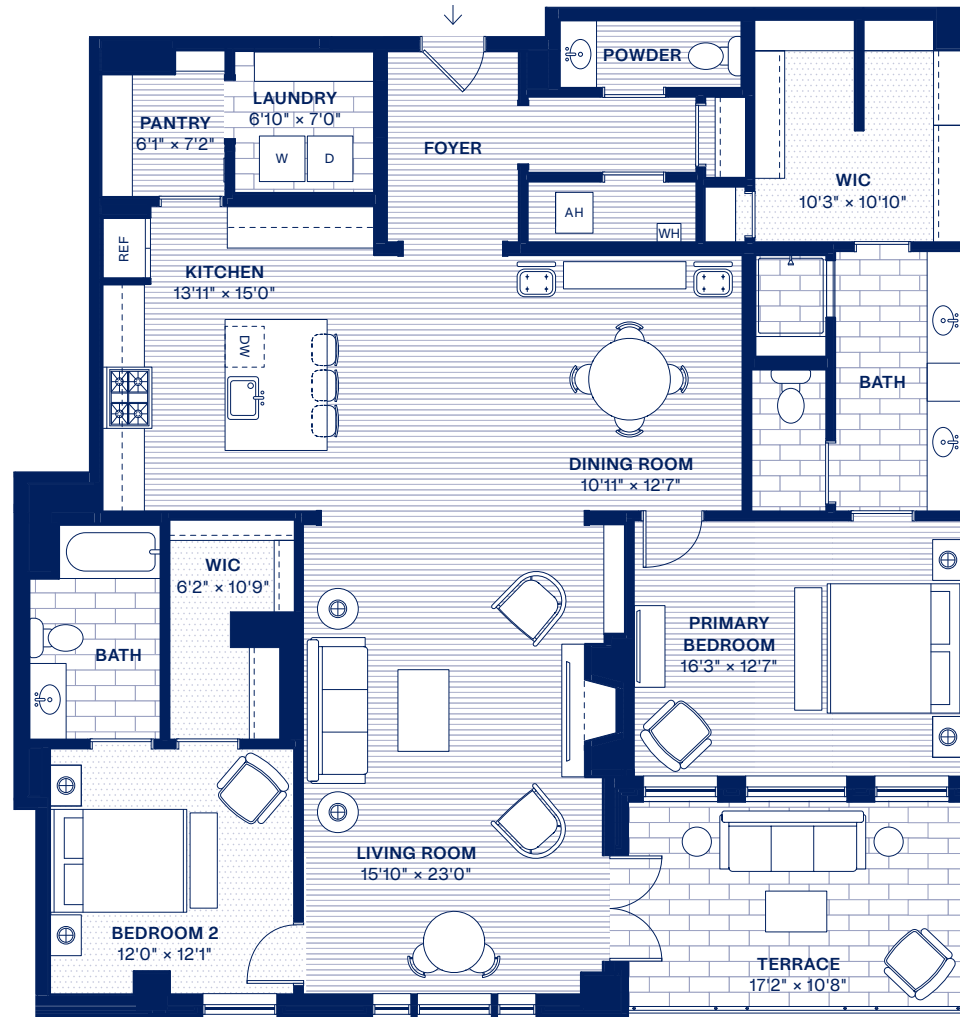 POWDER
LAUNDRY
6'10" × 7'0"
PANTRY
6'1" × 7'2"
FOYER
W
D
WIC
10'3" × 10'10"
AH
WH
REF
KITCHEN
13'11" × 15'0"
DW
BATH
DINING ROOM
10'11" × 12'7"
WIC
6'2" × 10'9"
BATH
PRIMARY
BEDROOM
16'3" × 12'7"
LIVING ROOM
15'10" × 23'0"
BEDROOM 2
12'0" × 12'1"
TERRACE
17'2" × 10'8"